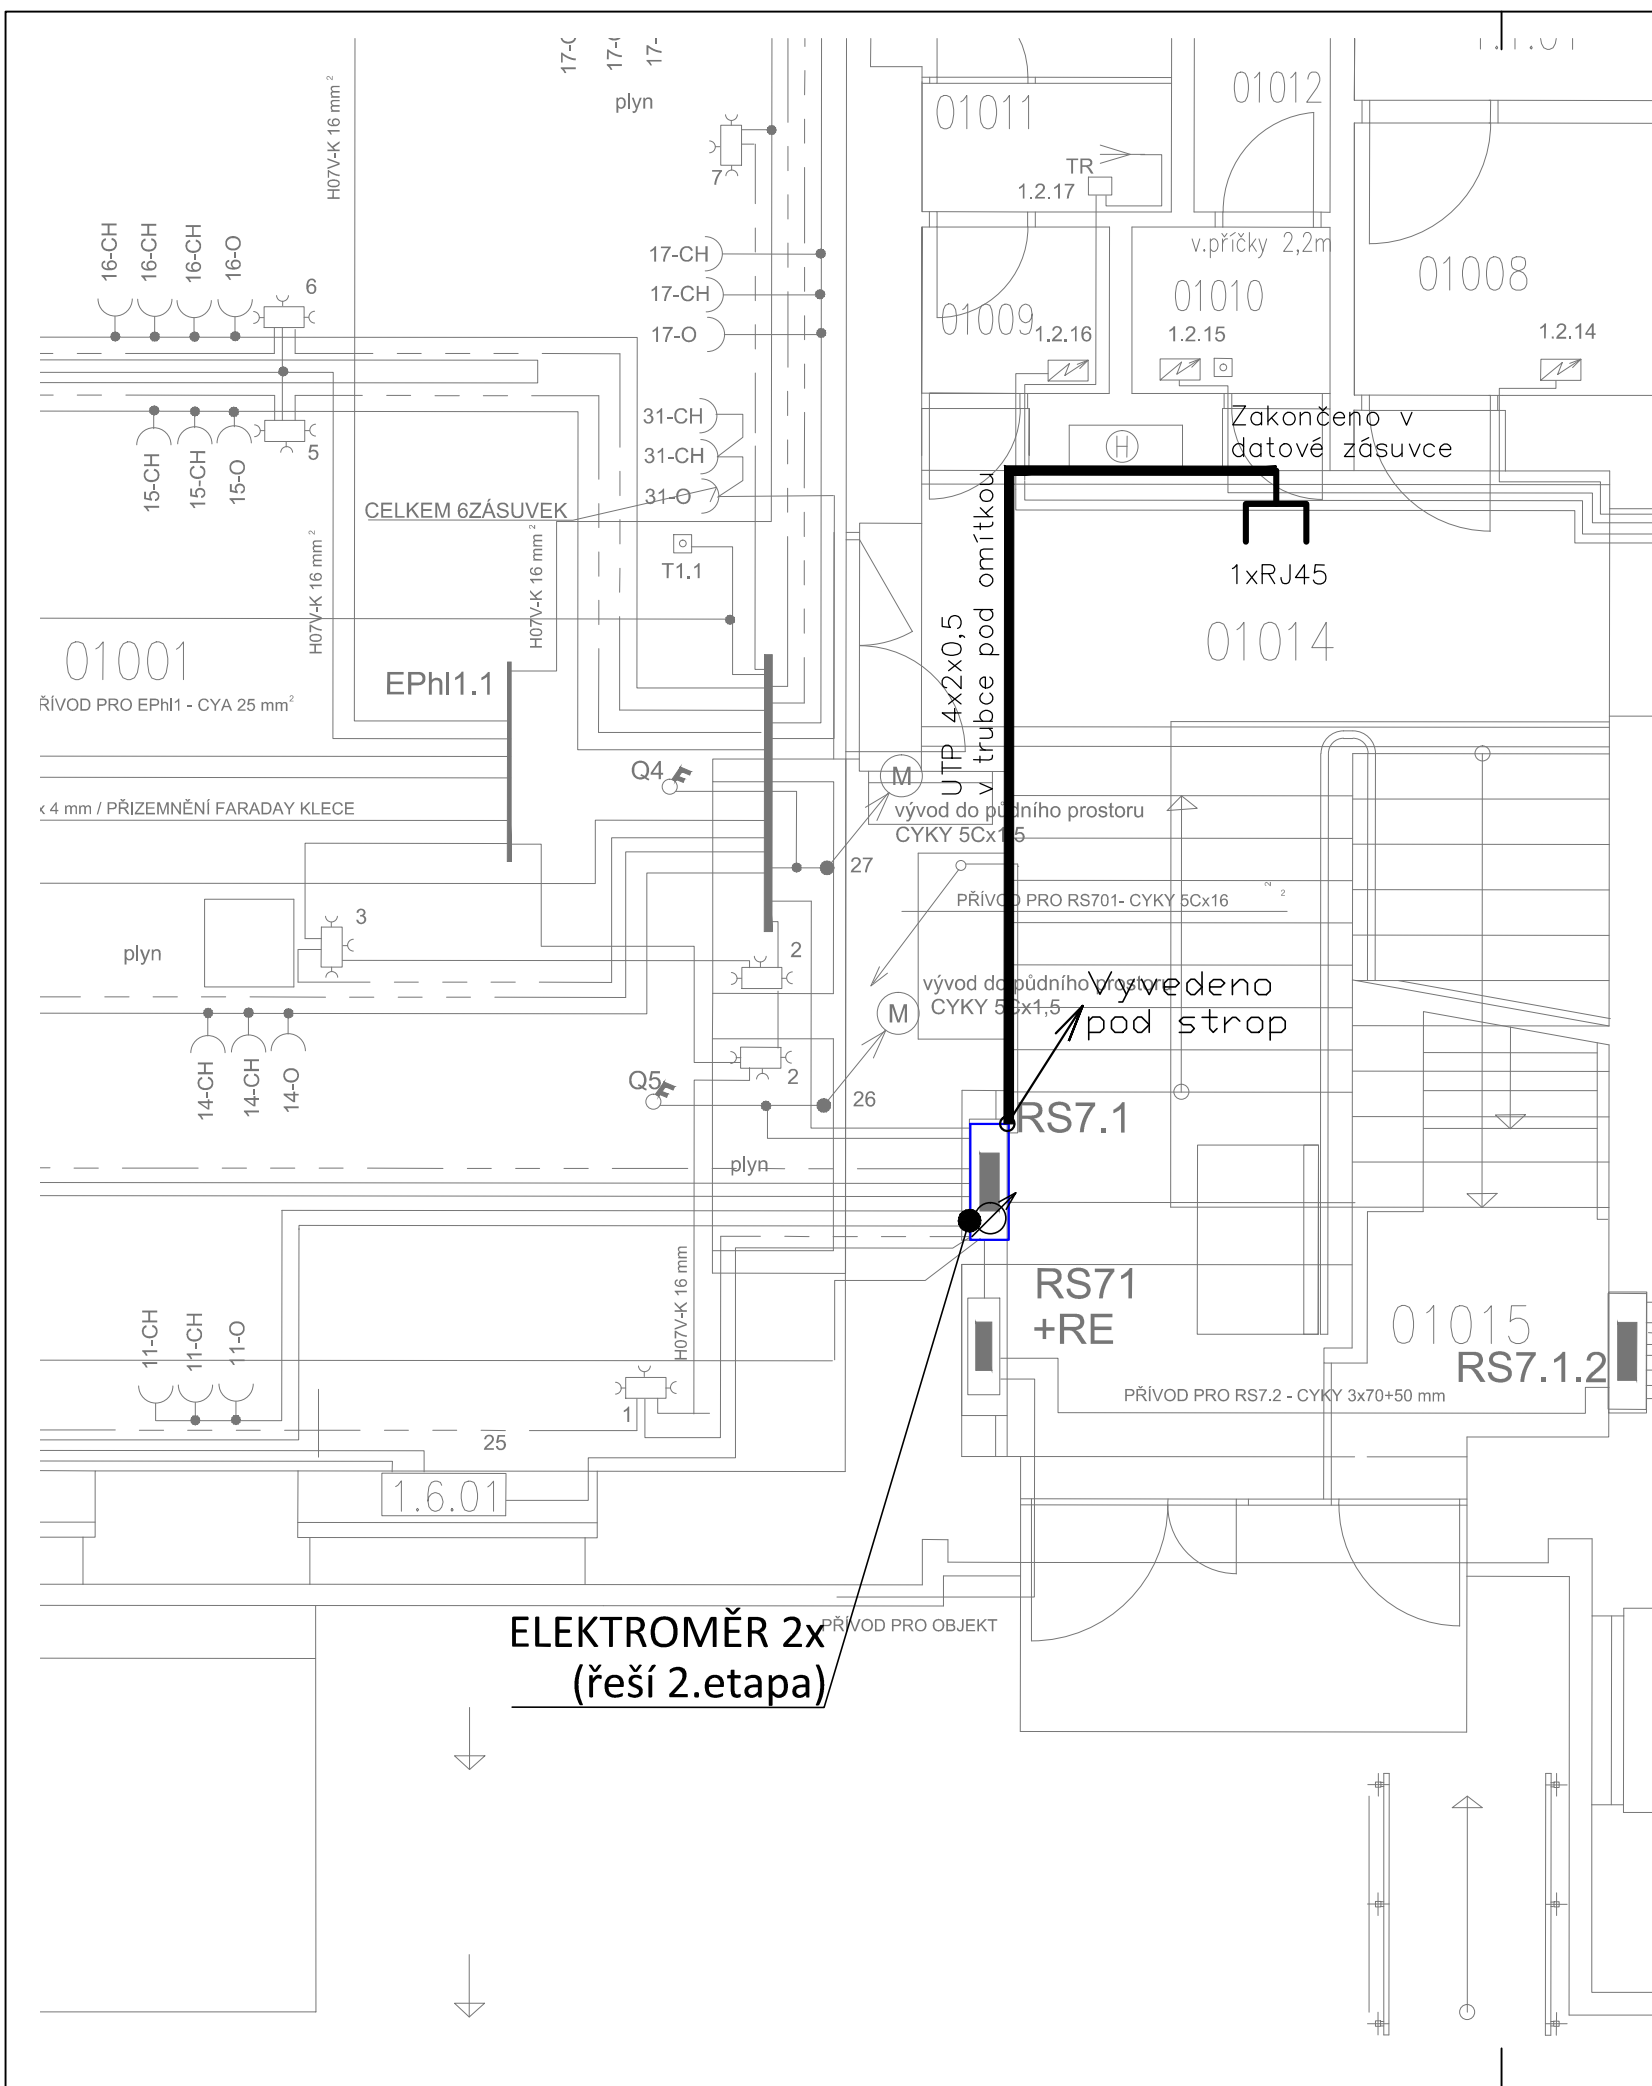 plyn
H07V-K 16 mm²
01011
01012
TR
1.2.17
7
16-CH
16-CH
16-CH
16-O
6
17-CH
17-CH
17-O
v.příčky 2,2m
01010
01008
01009
1.2.16
1.2.15
1.2.14
15-CH
15-CH
15-O
5
31-CH
31-CH
31-O
CELKEM 6ZÁSUVEK
H
Zakončeno v
datové zásuvce
H07V-K 16 mm²
H07V-K 16 mm²
T1.1
1xRJ45
01014
UTP 4x2x0,5
v trubce pod omítkou
01001
EPhl1.1
ŘÍVOD PRO EPhl1 - CYA 25 mm²
Q4
M
x 4 mm / PŘIZEMNĚNÍ FARADAY KLECE
vývod do půdního prostoru
CYKY 5Cx1,5
27
PŘÍVOD PRO RS701- CYKY 5Cx16 ²
3
plyn
2
vývod do půdního prostoru
CYKY 5Cx1,5
M
Vyvedeno
pod strop
14-CH
14-CH
14-O
2
Q5
26
RS7.1
plyn
RS71
+RE
H07V-K 16 mm
01015
RS7.1.2
11-CH
11-CH
11-O
PŘÍVOD PRO RS7.2 - CYKY 3x70+50 mm
1
25
1.6.01
ELEKTROMĚR 2x
(řeší 2.etapa)
PŘÍVOD PRO OBJEKT